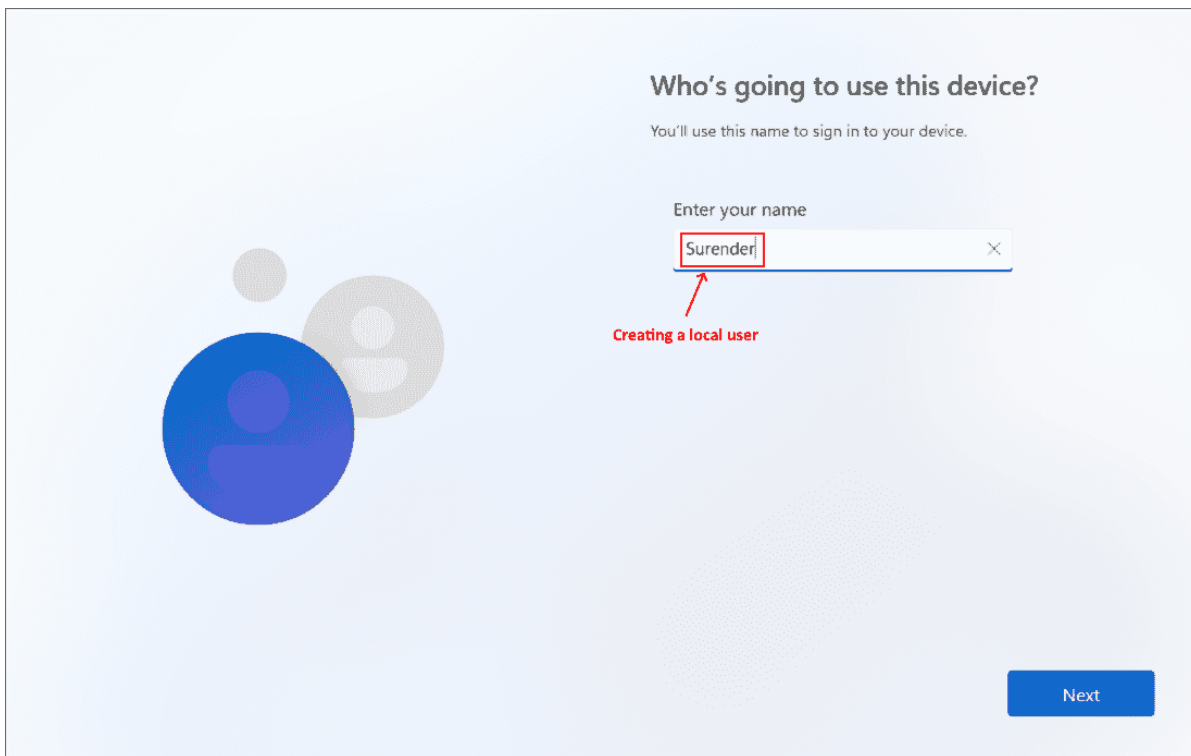 Who's going to use this device?
You'll use this name to sign in to your device.
Enter your name
Surender
Creating a local user
Next